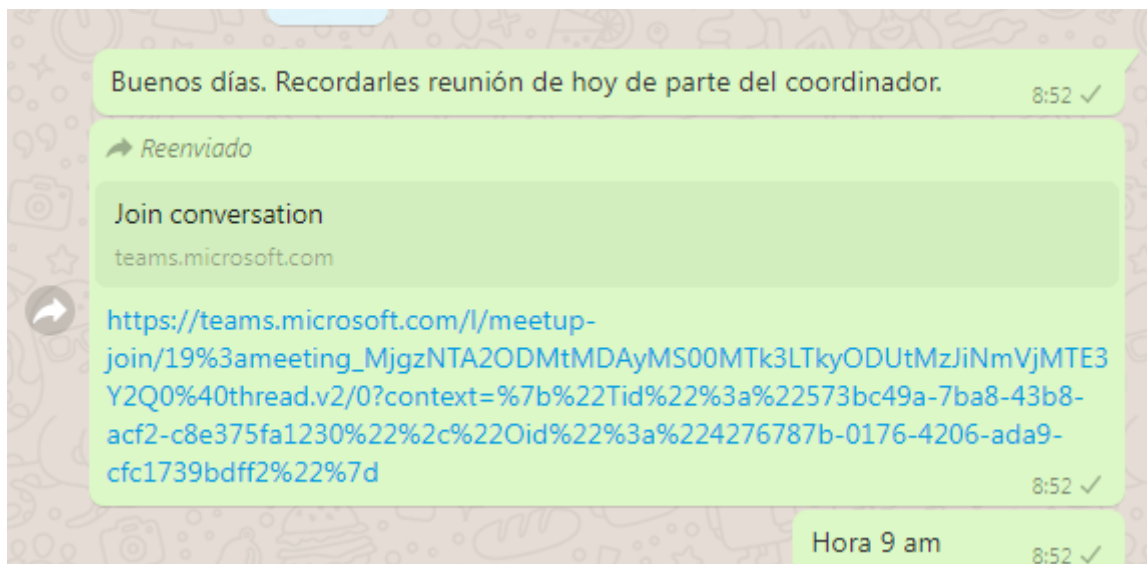 Buenos días. Recordarles reunión de hoy de parte del coordinador.
8:52
Reenviado
Join conversation
teams.microsoft.com
https://teams.microsoft.com/l/meetup-
join/19%3ameeting_MjgzNTA2ODMtMDAyMS00MTk3LTkyODUtMzJiNmVjMTE3
Y2Q0%40thread.v2/0?context=%7b%22Tid%22%3a%22573bc49a-7ba8-43b8-
acf2-c8e375fa1230%22%2c%22Oid%22%3a%224276787b-0176-4206-ada9-
cfc1739bdff2%22%7d
8:52
Hora 9 am
8:52